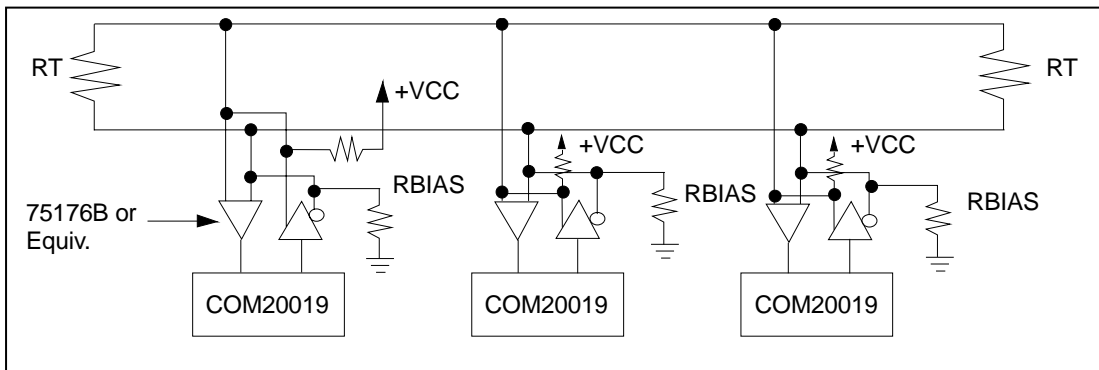 RT
RT
+VCC
+VCC
+VCC
RBIAS
RBIAS
RBIAS
75176B or
Equiv.
COM20019
COM20019
COM20019